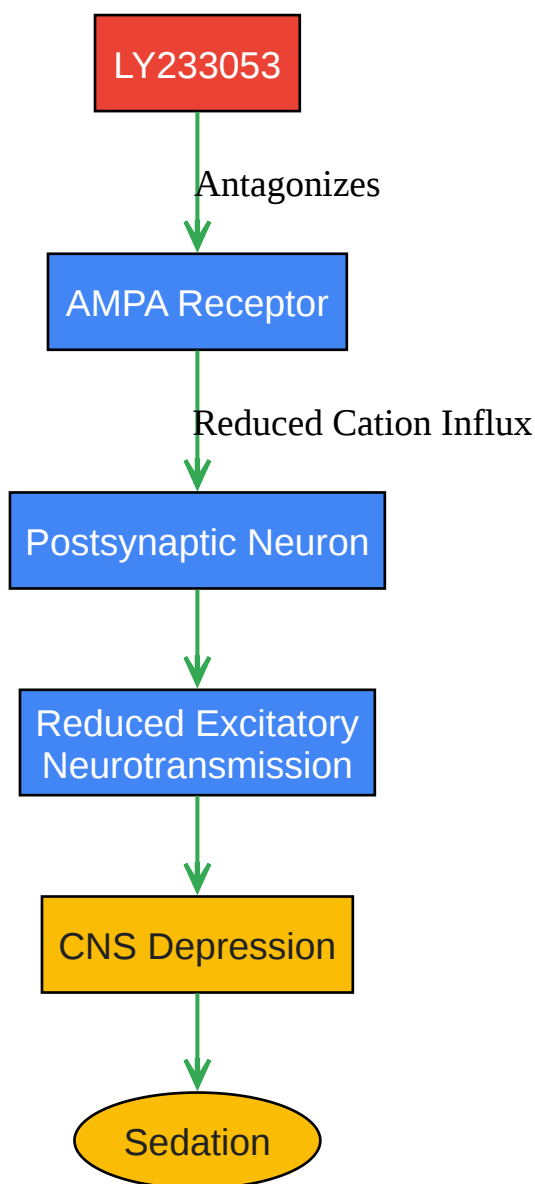 LY233053
Antagonizes
AMPA Receptor
Reduced Cation Influx
Postsynaptic Neuron
Reduced Excitatory
Neurotransmission
CNS Depression
Sedation